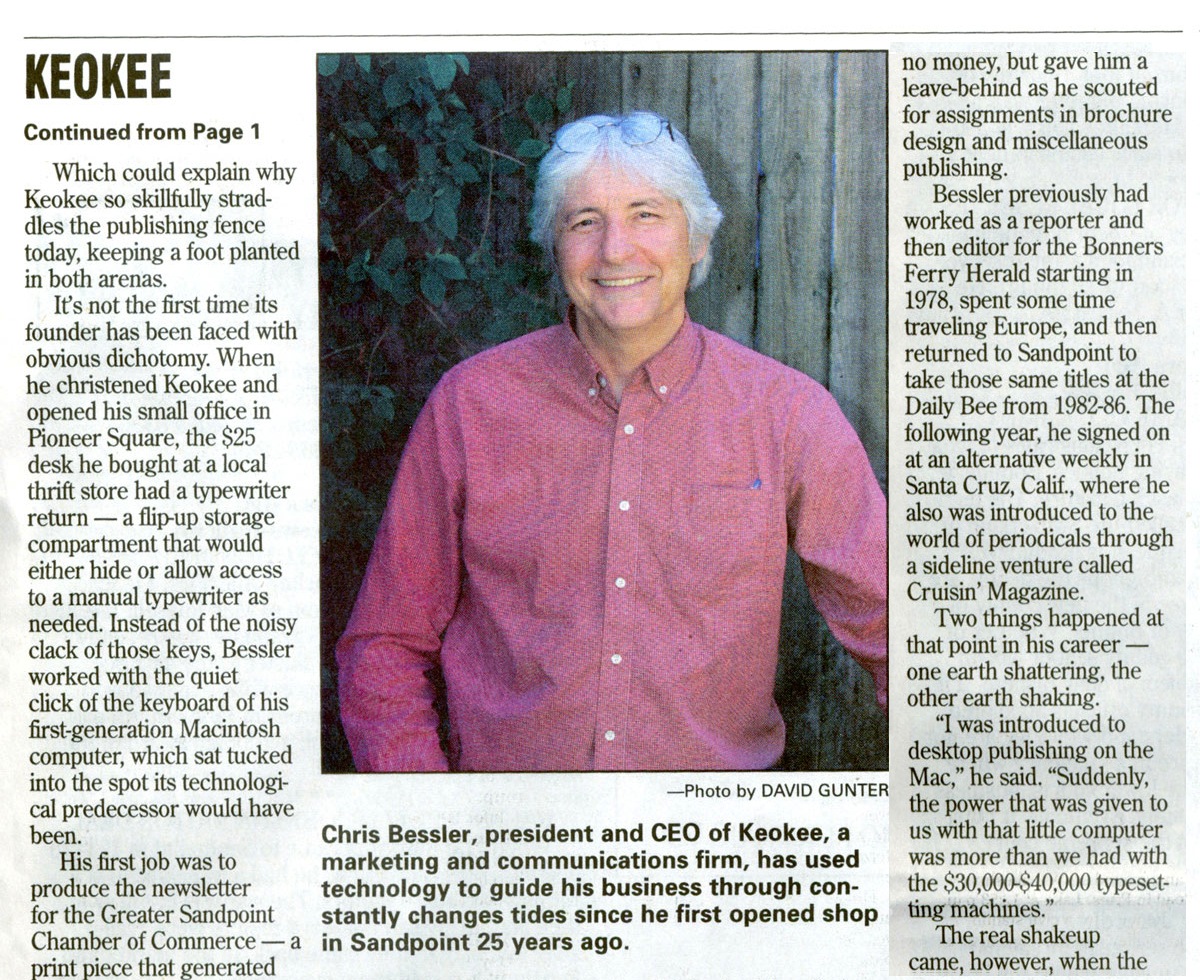 KEOKEE
Continued from Page 1
Which could explain why
Keokee so skillfully strad-
dles the publishing fence
today, keeping a foot planted
in both arenas.
It's not the first time its
founder has been faced with
obvious dichotomy. When
he christened Keokee and
opened his small office in
Pioneer Square, the $25
desk he bought at a local
thrift store had a typewriter
return — a flip-up storage
compartment that would
either hide or allow access
to a manual typewriter as
needed. Instead of the noisy
clack of those keys, Bessler
worked with the quiet
click of the keyboard of his
first-generation Macintosh
computer, which sat tucked
into the spot its technologi-
cal predecessor would have
been.
His first job was to
produce the newsletter
for the Greater Sandpoint
Chamber of Commerce — a
print piece that generated
—Photo by DAVID GUNTER
Chris Bessler, president and CEO of Keokee, a
marketing and communications firm, has used
technology to guide his business through con-
stantly changes tides since he first opened shop
in Sandpoint 25 years ago.
no money, but gave him a
leave-behind as he scouted
for assignments in brochure
design and miscellaneous
publishing.
Bessler previously had
worked as a reporter and
then editor for the Bonners
Ferry Herald starting in
1978, spent some time
traveling Europe, and then
returned to Sandpoint to
take those same titles at the
Daily Bee from 1982-86. The
following year, he signed on
at an alternative weekly in
Santa Cruz, Calif., where he
also was introduced to the
world of periodicals through
a sideline venture called
Cruisin' Magazine.
Two things happened at
that point in his career —
one earth shattering, the
other earth shaking.
"I was introduced to
desktop publishing on the
Mac," he said. "Suddenly,
the power that was given to
us with that little computer
was more than we had with
the $30,000-$40,000 typeset-
ting machines."
The real shakeup
came, however, when the